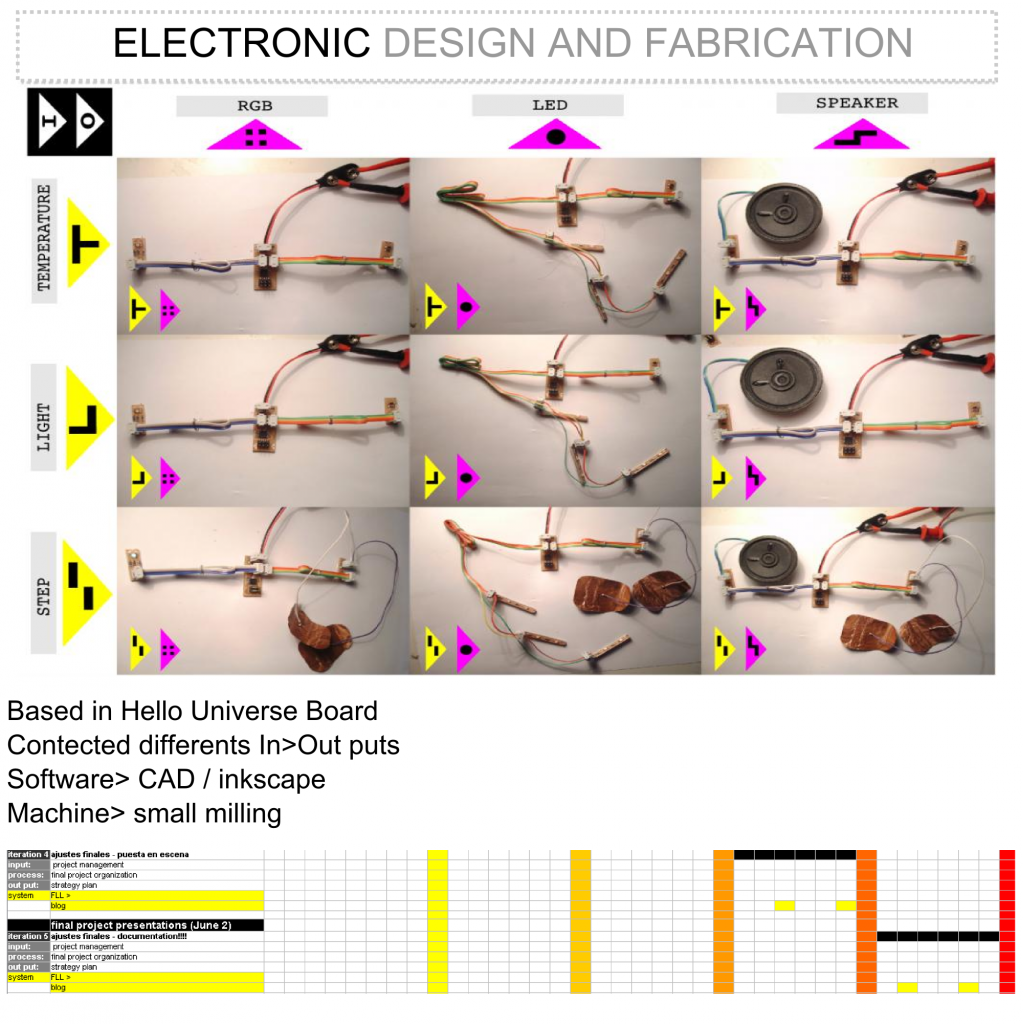 ELECTRONIC DESIGN AND FABRICATION
I O
RGB
LED
SPEAKER
TEMPERATURE
T
LIGHT
L
STEP
Based in Hello Universe Board
Contected differents In>Out puts
Software> CAD / inkscape
Machine> small milling
iteration 4 ajustes finales - puesta en escena
input: project management
process: final project organization
out put: strategy plan
system FLL >
blog
final project presentations (June 2)
iteration 5 ajustes finales - documentation!!!!
input: project management
process: final project organization
out put: strategy plan
system FLL >
blog